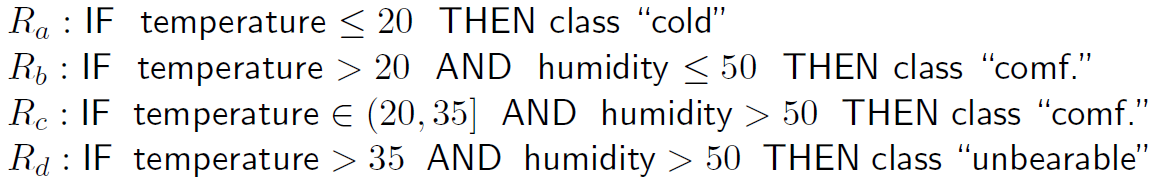 R_a : IF temperature ≤ 20 THEN class “cold”
R_b : IF temperature > 20 AND humidity ≤ 50 THEN class “comf.”
R_c : IF temperature ∈ (20, 35] AND humidity > 50 THEN class “comf.”
R_d : IF temperature > 35 AND humidity > 50 THEN class “unbearable”